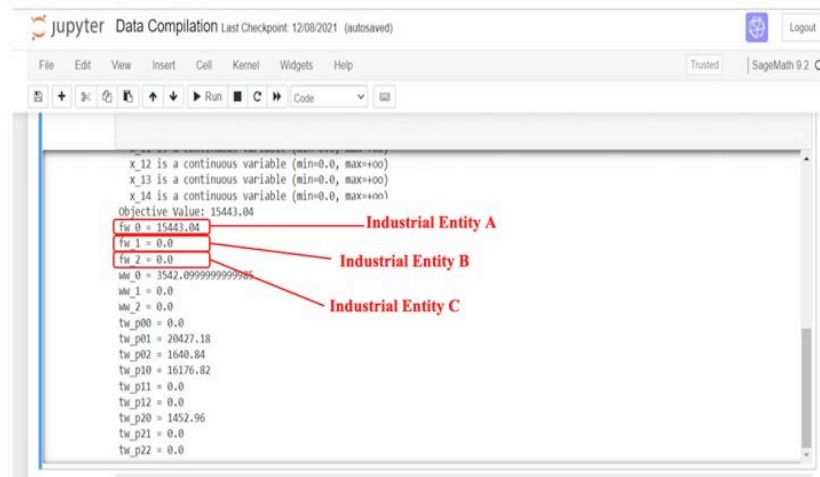 jupyter Data Compilation Last Checkpoint: 12/08/2021 (autosaved)
Logout
File Edit View Insert Cell Kernel Widgets Help
Trusted
SageMath 9.2
Run
Code
x_12 is a continuous variable (min=0.0, max=+oo)
x_13 is a continuous variable (min=0.0, max=+oo)
x_14 is a continuous variable (min=0.0, max=+oo)
Objective Value: 15443.04
fw_0 = 15443.04
Industrial Entity A
fw_1 = 0.0
fw_2 = 0.0
Industrial Entity B
ww_0 = 3542.0999999999985
ww_1 = 0.0
ww_2 = 0.0
Industrial Entity C
tw_p00 = 0.0
tw_p01 = 20427.18
tw_p02 = 1640.84
tw_p10 = 16176.82
tw_p11 = 0.0
tw_p12 = 0.0
tw_p20 = 1452.96
tw_p21 = 0.0
tw_p22 = 0.0